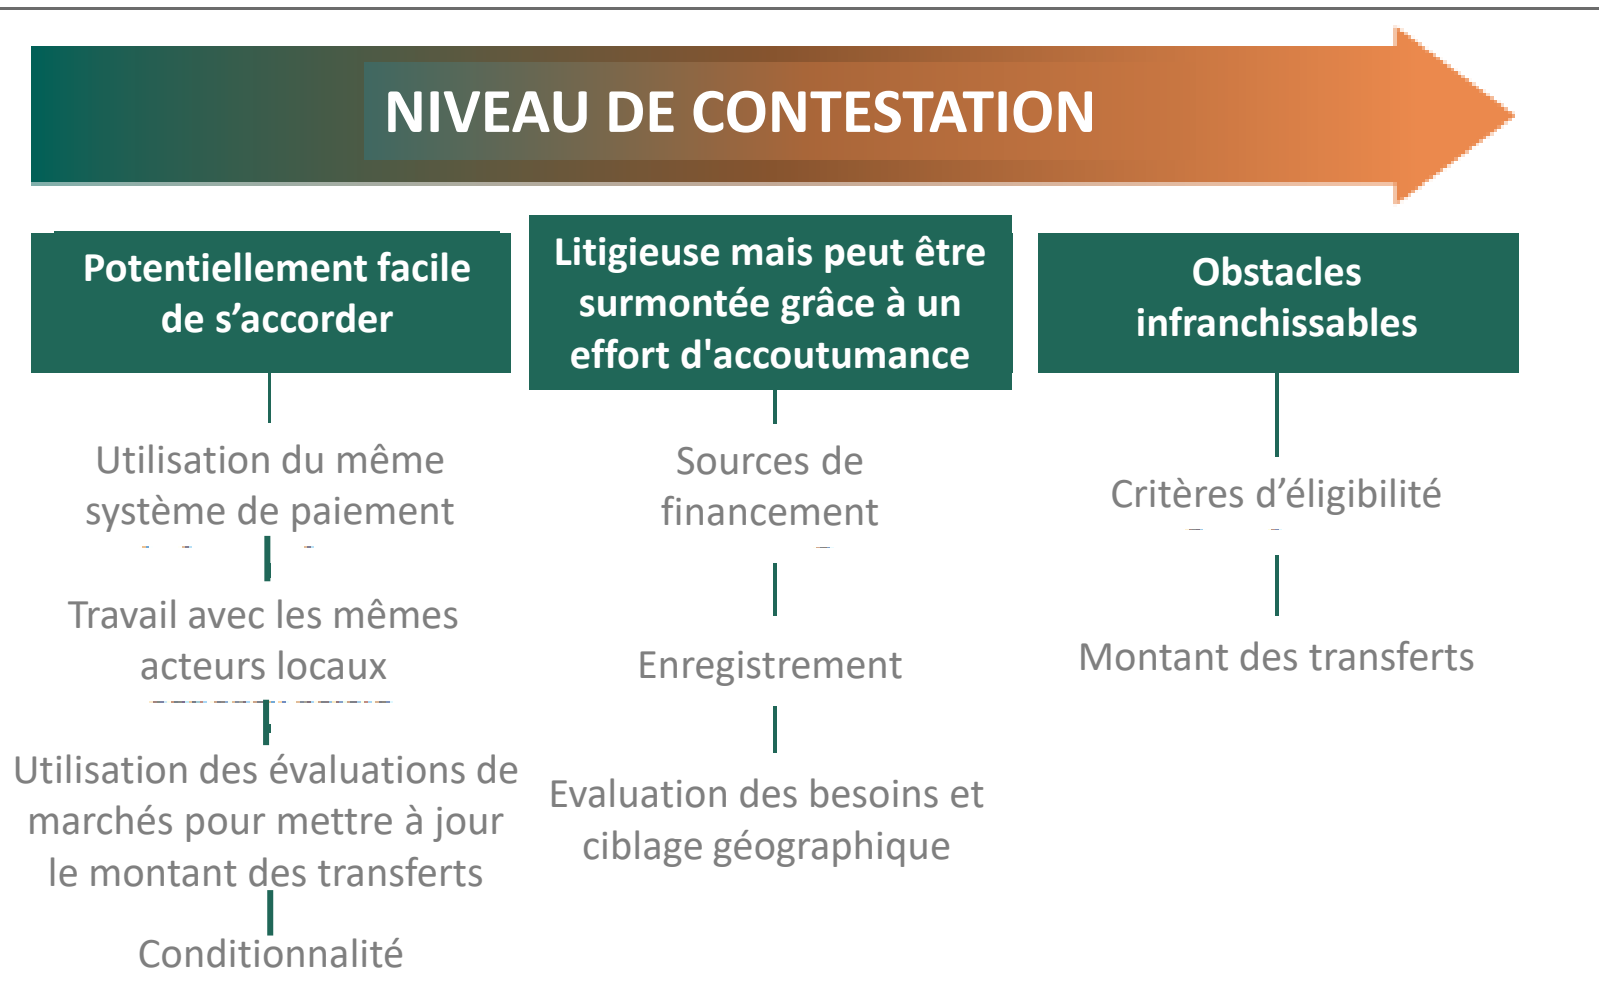 NIVEAU DE CONTESTATION
Potentiellement facile
de s’accorder
Utilisation du même
système de paiement
Travail avec les mêmes
acteurs locaux
Utilisation des évaluations de
marchés pour mettre à jour
le montant des transferts
Conditionnalité
Litigieuse mais peut être
surmontée grâce à un
effort d'accoutumance
Sources de
financement
Enregistrement
Evaluation des besoins et
ciblage géographique
Obstacles
infranchissables
Critères d’éligibilité
Montant des transferts